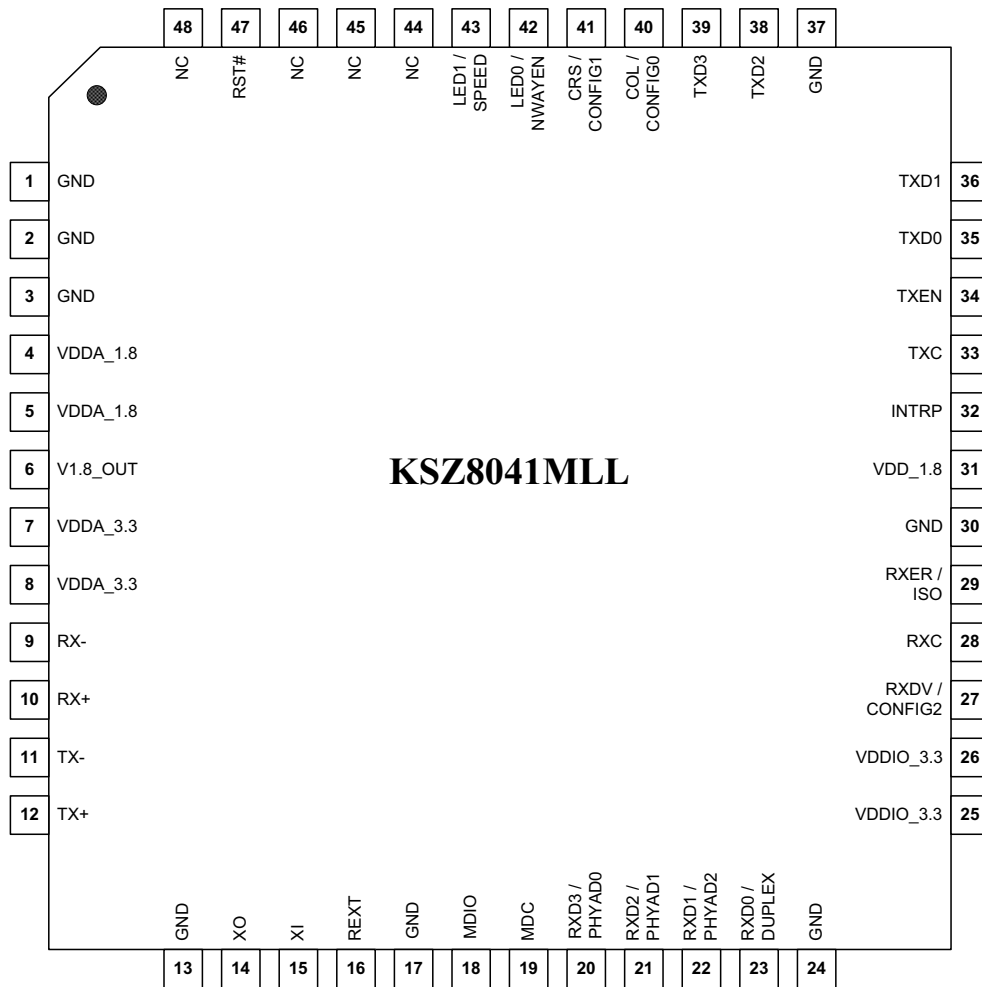 48 47 46 45 44 43 42 41 40 39 38 37
NC
RST#
NC
NC
NC
LED1 /
SPEED
LED0 /
NWAYEN
CRS /
CONFIG1
COL /
CONFIG0
TXD3
TXD2
GND
1 GND
2 GND
3 GND
4 VDDA_1.8
5 VDDA_1.8
6 V1.8_OUT
7 VDDA_3.3
8 VDDA_3.3
9 RX-
10 RX+
11 TX-
12 TX+
KSZ8041MLL
TXD1 36
TXD0 35
TXEN 34
TXC 33
INTRP 32
VDD_1.8 31
GND 30
RXER /
ISO 29
RXC 28
RXDV /
CONFIG2 27
VDDIO_3.3 26
VDDIO_3.3 25
GND
XO
XI
REXT
GND
MDIO
MDC
RXD3 /
PHYAD0
RXD2 /
PHYAD1
RXD1 /
PHYAD2
RXD0 /
DUPLEX
GND
13 14 15 16 17 18 19 20 21 22 23 24